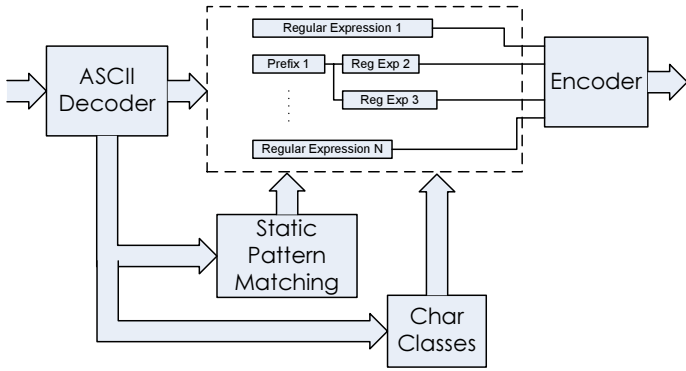 Regular Expression 1
ASCII
Decoder
Prefix 1
Reg Exp 2
Encoder
Reg Exp 3
Regular Expression N
Static
Pattern
Matching
Char
Classes